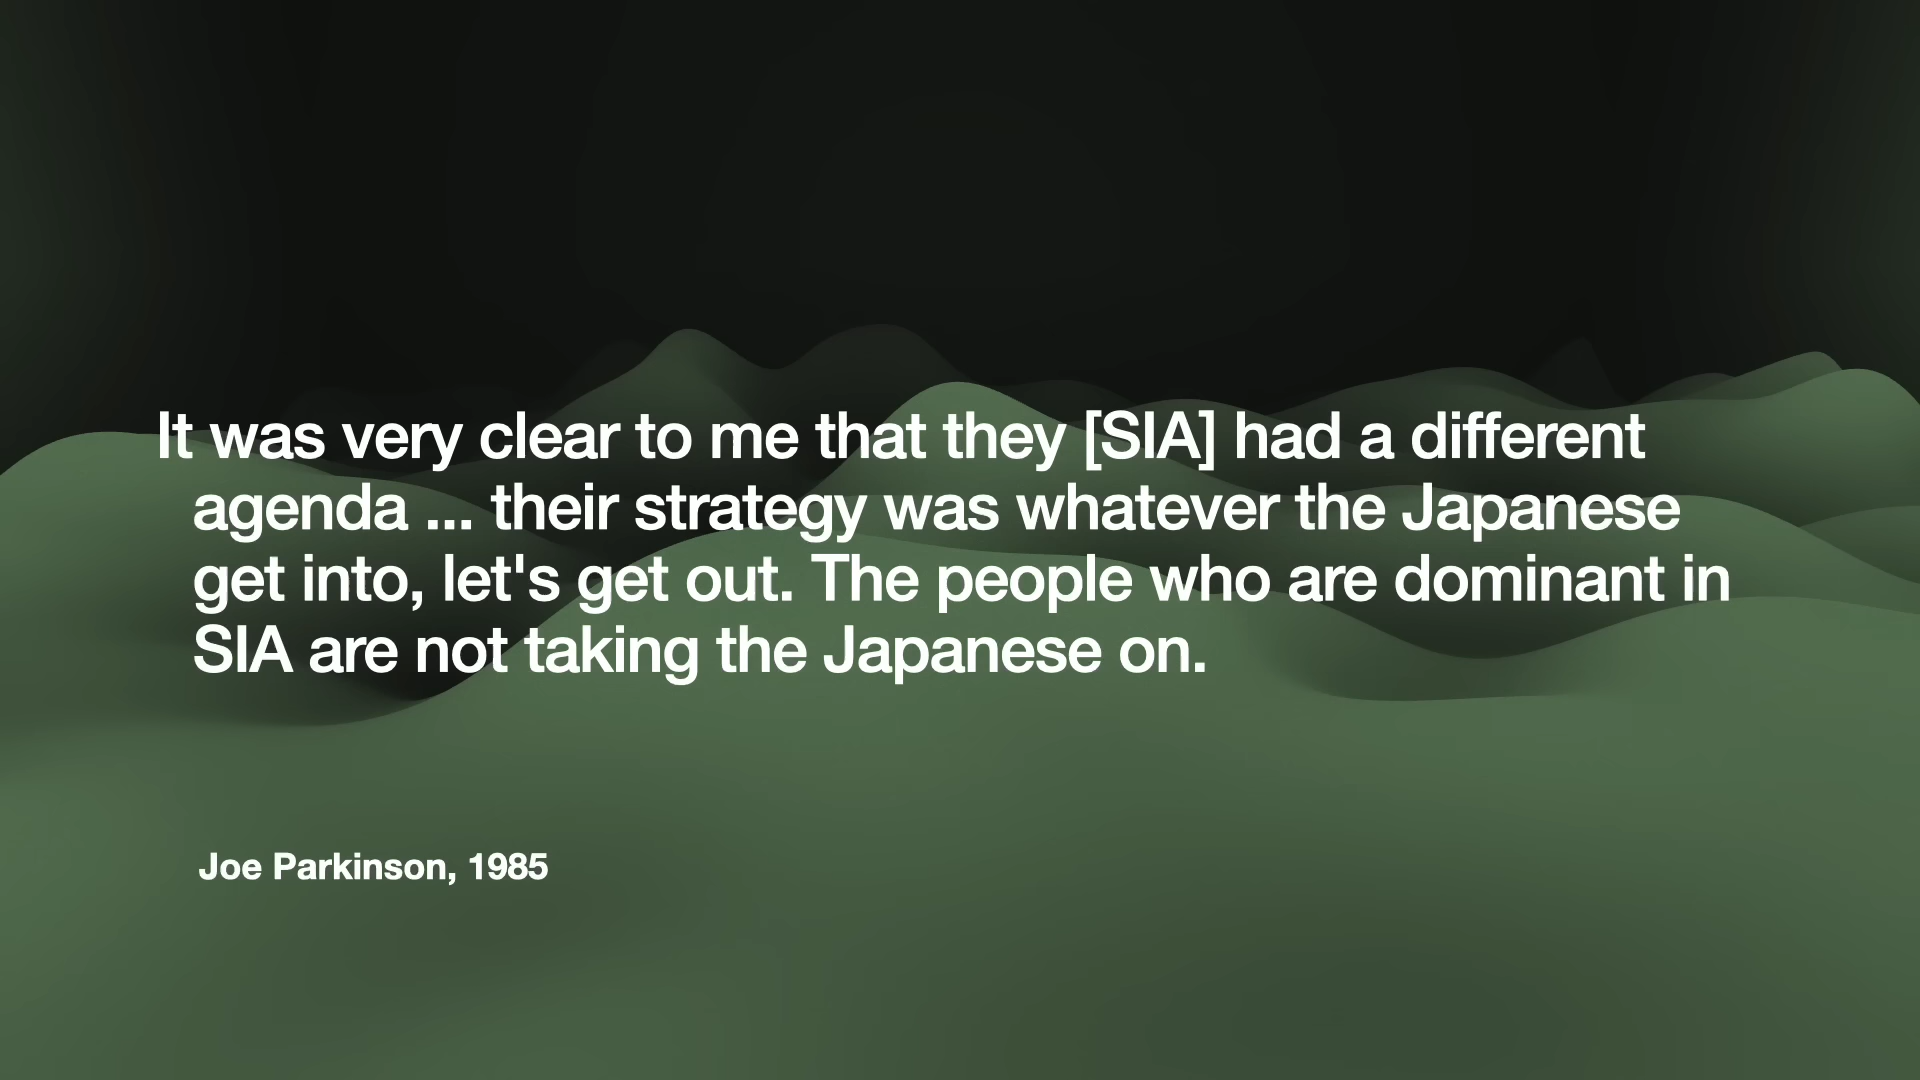 It was very clear to me that they [SIA] had a different
agenda ... their strategy was whatever the Japanese
get into, let's get out. The people who are dominant in
SIA are not taking the Japanese on.
Joe Parkinson, 1985